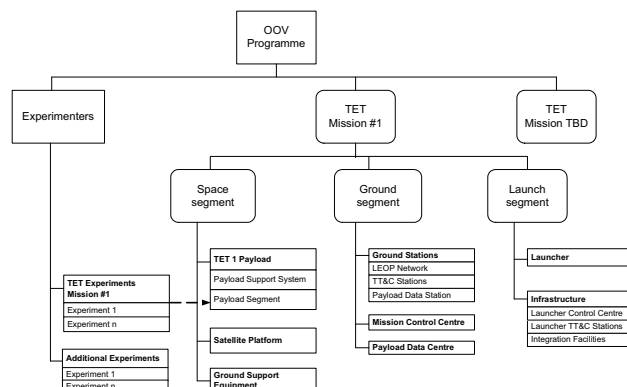 OOV
Programme
Experimenters
TET
Mission #1
TET
Mission TBD
Space
segment
Ground
segment
Launch
segment
TET Experiments
Mission #1
Experiment 1
Experiment n
Additional Experiments
Experiment 1
Experiment n
TET 1 Payload
Payload Support System
Payload Segment
Satellite Platform
Ground Support
Equipment
Ground Stations
LEOP Network
TT&C Stations
Payload Data Station
Mission Control Centre
Payload Data Centre
Launcher
Infrastructure
Launcher Control Centre
Launcher TT&C Stations
Integration Facilities